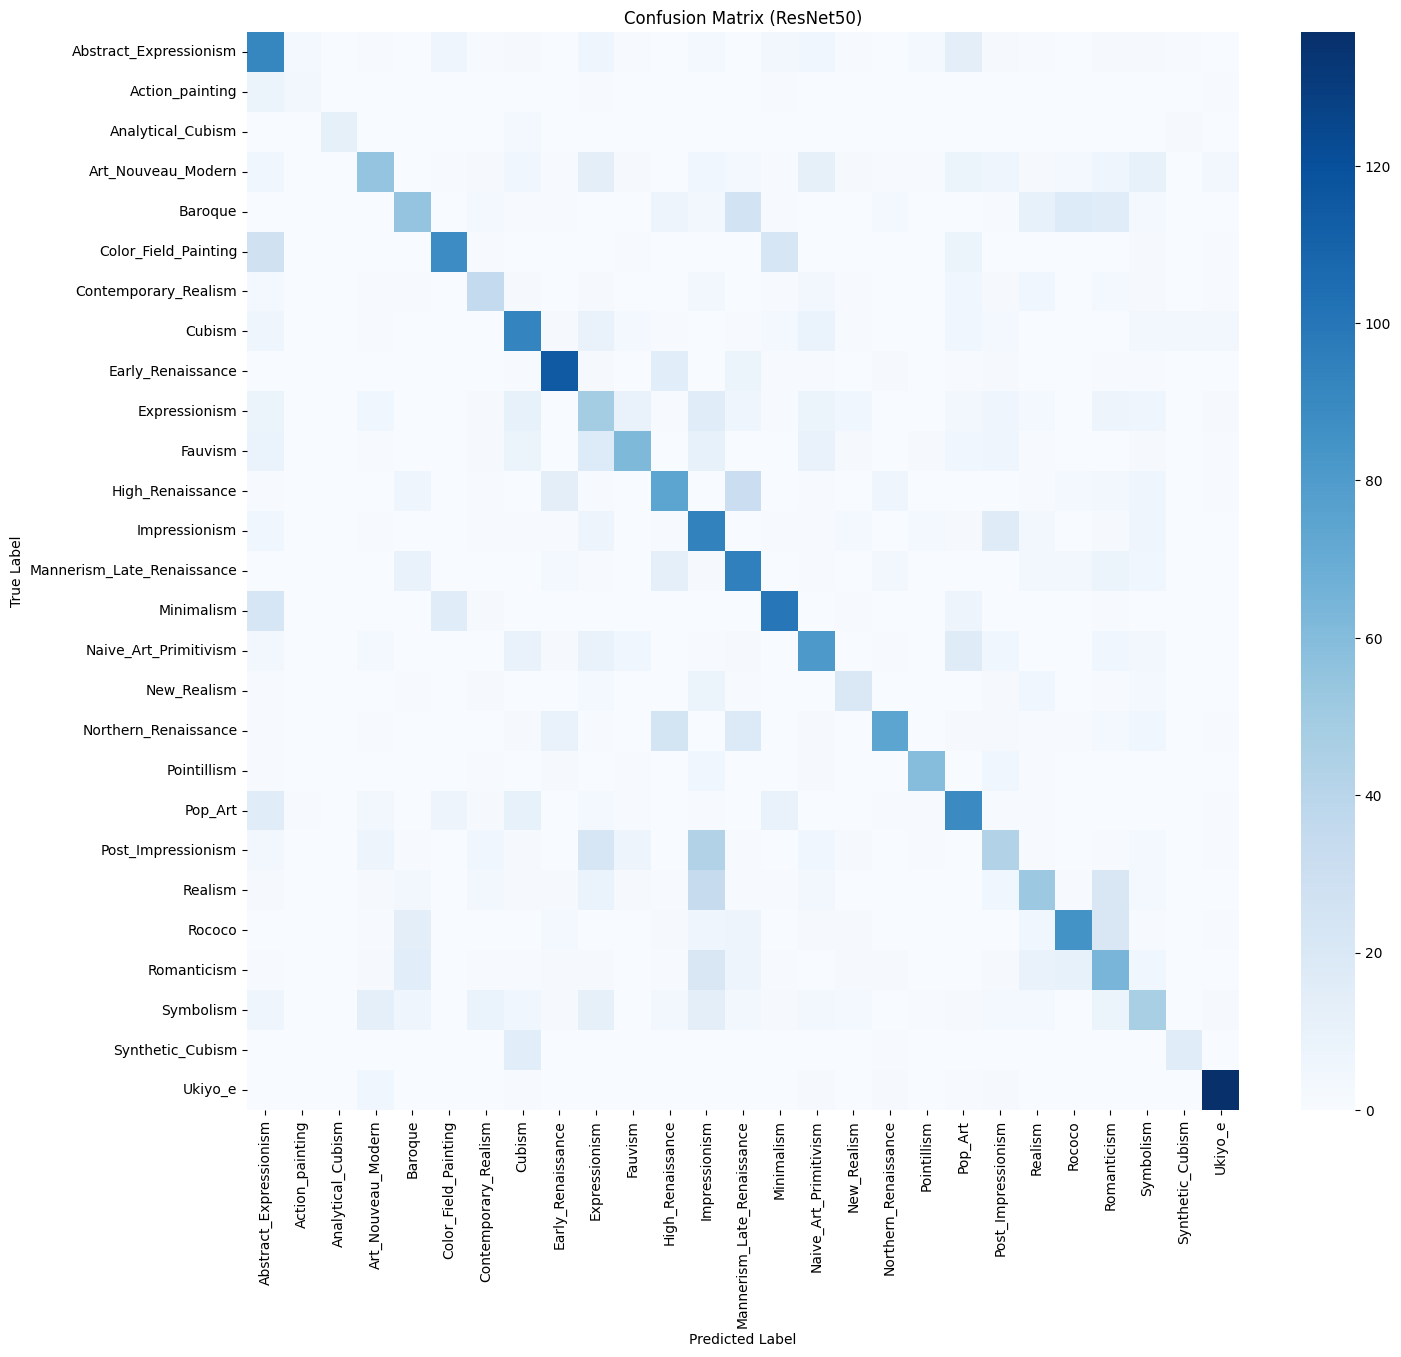 Confusion Matrix (ResNet50)
True Label
Abstract_Expressionism
Action_painting
Analytical_Cubism
Art_Nouveau_Modern
Baroque
Color_Field_Painting
Contemporary_Realism
Cubism
Early_Renaissance
Expressionism
Fauvism
High_Renaissance
Impressionism
Mannerism_Late_Renaissance
Minimalism
Naive_Art_Primitivism
New_Realism
Northern_Renaissance
Pointillism
Pop_Art
Post_Impressionism
Realism
Rococo
Romanticism
Symbolism
Synthetic_Cubism
Ukiyo_e
Abstract_Expressionism
Action_painting
Analytical_Cubism
Art_Nouveau_Modern
Baroque
Color_Field_Painting
Contemporary_Realism
Cubism
Early_Renaissance
Expressionism
Fauvism
High_Renaissance
Impressionism
Mannerism_Late_Renaissance
Minimalism
Naive_Art_Primitivism
New_Realism
Northern_Renaissance
Pointillism
Pop_Art
Post_Impressionism
Realism
Rococo
Romanticism
Symbolism
Synthetic_Cubism
Ukiyo_e
Predicted Label
120
100
80
60
40
20
0